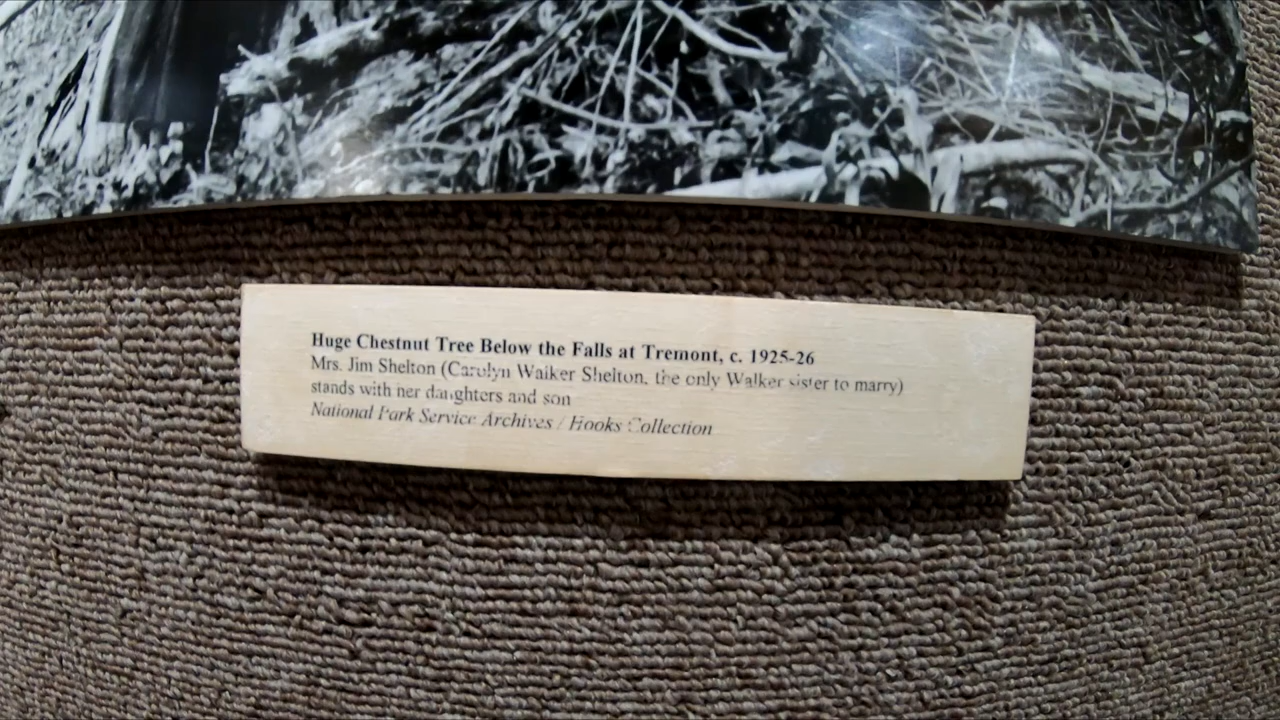 Huge Chestnut Tree Below the Falls at Tremont, c. 1925-26
Mrs. Jim Shelton (Carolyn Walker Shelton, the only Walker sister to marry)
stands with her daughters and son
National Park Service Archives / Hooks Collection